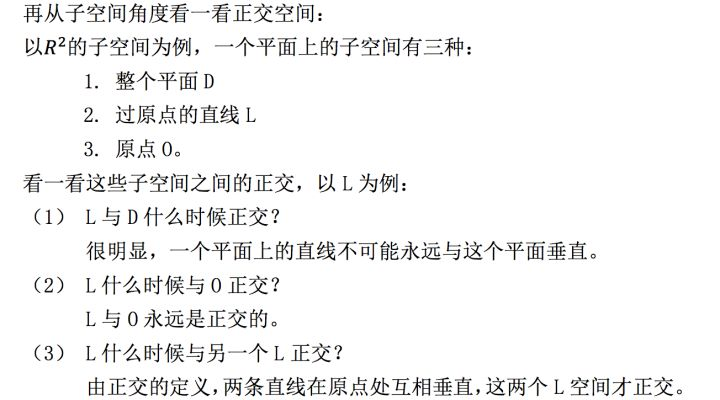 再从子空间角度看一看正交空间：
以R²的子空间为例，一个平面上的子空间有三种：
1. 整个平面 D
2. 过原点的直线 L
3. 原点 O。
看一看这些子空间之间的正交，以 L 为例：
（1） L 与 D 什么时候正交？
很明显，一个平面上的直线不可能永远与这个平面垂直。
（2） L 什么时候与 O 正交？
L 与 O 永远是正交的。
（3） L 什么时候与另一个 L 正交？
由正交的定义，两条直线在原点处互相垂直，这两个 L 空间才正交。